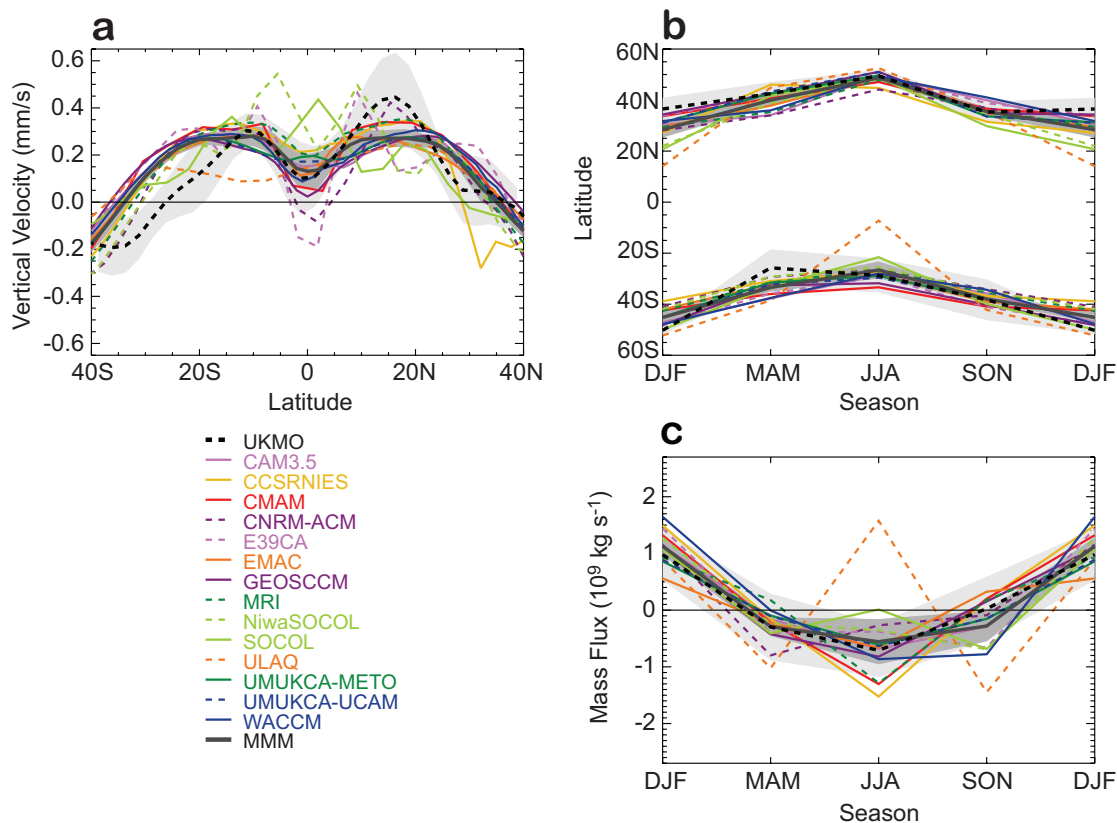 a
Vertical Velocity (mm/s)
0.6
0.4
0.2
0.0
-0.2
-0.4
-0.6
40S
20S
0
20N
40N
Latitude
b
Latitude
60N
40N
20N
0
20S
40S
60S
DJF
MAM
JJA
SON
DJF
Season
UKMO
CAM3.5
CCSRNIES
CMAM
CNRM-ACM
E39CA
EMAC
GEOSCCM
MRI
NiwaSOCOL
SOCOL
ULAQ
UMUKCA-METO
UMUKCA-UCAM
WACCM
MMM
c
Mass Flux (10⁹ kg s⁻¹)
2
1
0
-1
-2
DJF
MAM
JJA
SON
DJF
Season